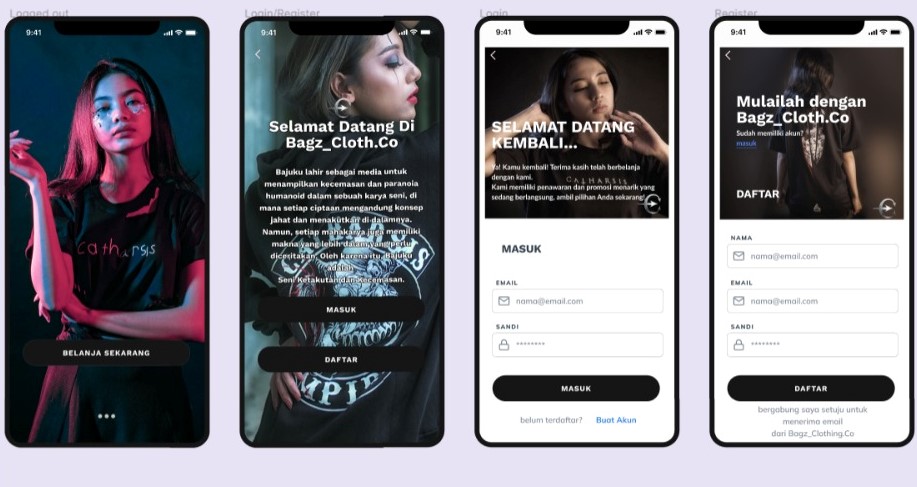 Logged out
9:41
cathArsis
BELANJA SEKARANG
Login/Register
9:41
Selamat Datang Di
Bagz_Cloth.Co
Bajuku lahir sebagai media untuk
menampilkan kecemasan dan paranoia
humanoid dalam sebuah karya seni, di
mana setiap ciptaan mengandung konsep
jahat dan menakutkan di dalamnya.
Namun, setiap mahakarya juga memiliki
makna yang lebih dalam yang perlu
diceritakan. Oleh karena itu, Bajuku
adalah
Seni Ketakutan dan Kecemasan.
MASUK
DAFTAR
Login
9:41
SELAMAT DATANG
KEMBALI...
Ya! Kamu kembali! Terima kasih telah berbelanja
dengan kami.
CATHARSIS
Kami memiliki penawaran dan promosi menarik yang
sedang berlangsung, ambil pilihan Anda sekarang!
MASUK
EMAIL
nama@email.com
SANDI
********
MASUK
belum terdaftar? Buat Akun
Register
9:41
Mulailah dengan
Bagz_Cloth.Co
Sudah memiliki akun?
masuk
DAFTAR
NAMA
nama@email.com
EMAIL
nama@email.com
SANDI
********
DAFTAR
bergabung saya setuju untuk
menerima email
dari Bagz_Clothing.Co